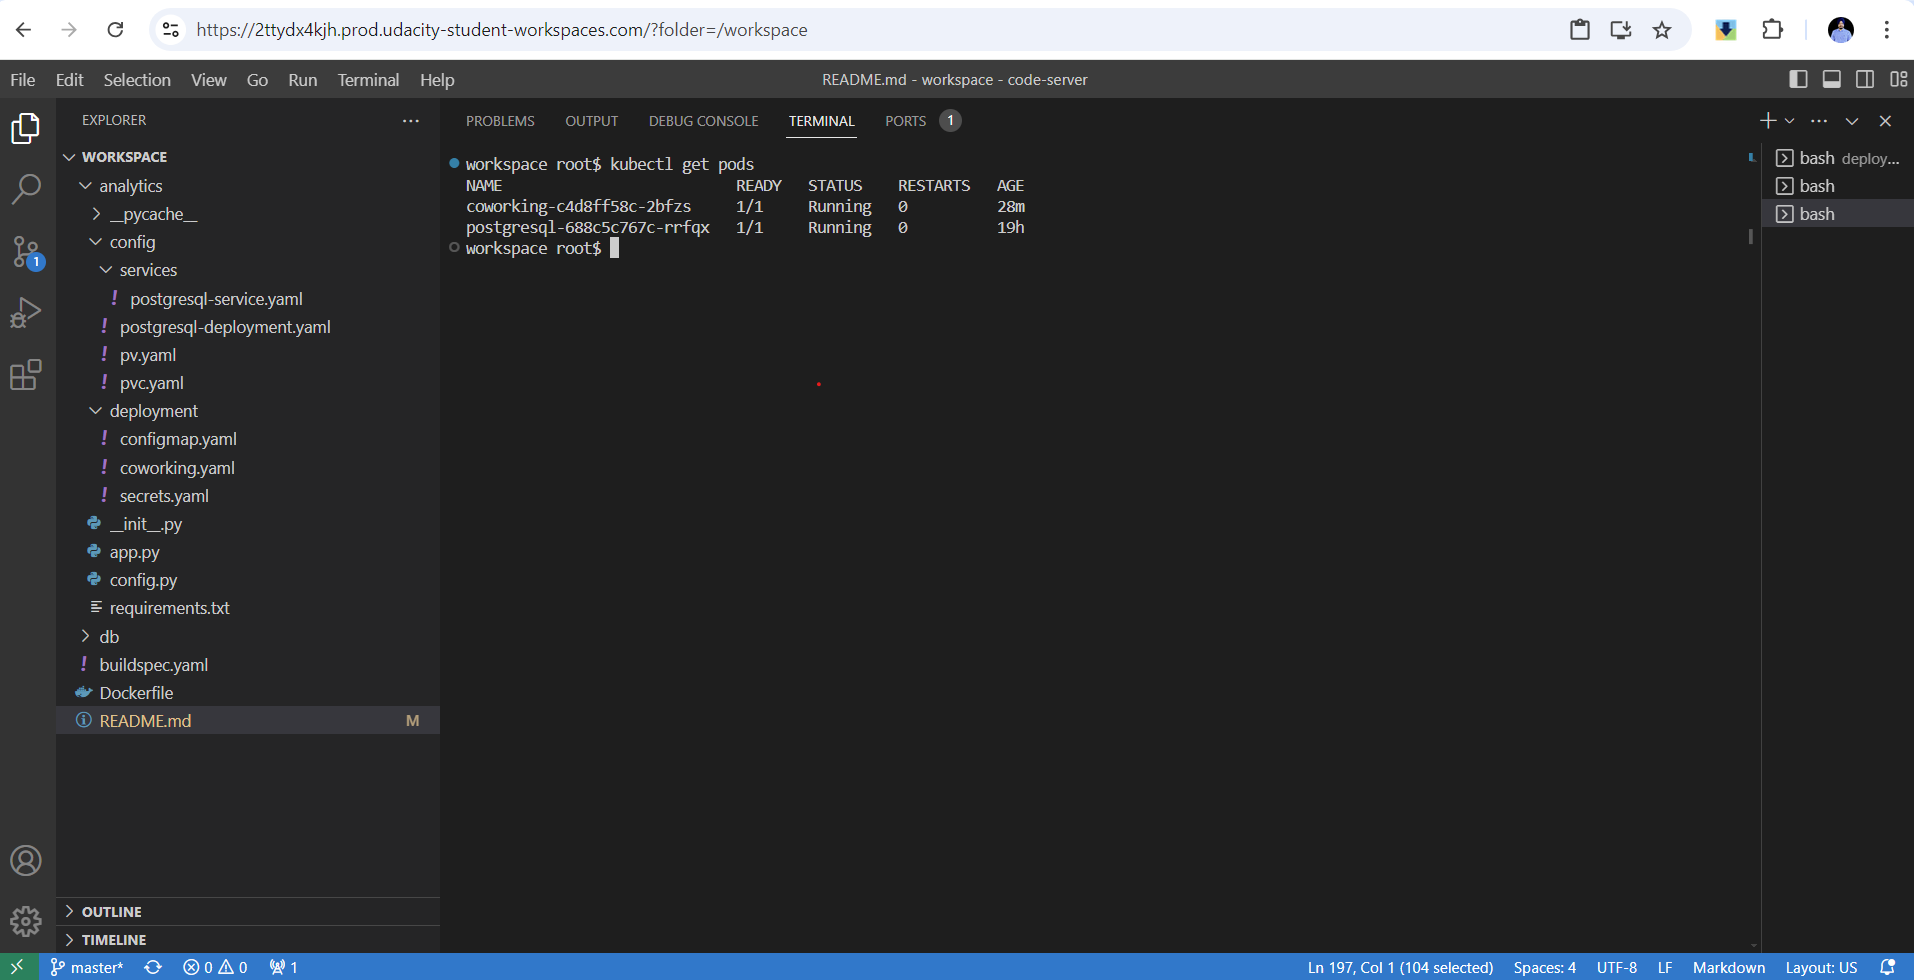 https://2ttydx4kjh.prod.udacity-student-workspaces.com/?folder=/workspace
File Edit Selection View Go Run Terminal Help
README.md - workspace - code-server
EXPLORER
WORKSPACE
analytics
__pycache__
config
services
postgresql-service.yaml
postgresql-deployment.yaml
pv.yaml
pvc.yaml
deployment
configmap.yaml
coworking.yaml
secrets.yaml
__init__.py
app.py
config.py
requirements.txt
db
buildspec.yaml
Dockerfile
README.md M
OUTLINE
TIMELINE
1
PROBLEMS OUTPUT DEBUG CONSOLE TERMINAL PORTS 1
workspace root$ kubectl get pods
NAME READY STATUS RESTARTS AGE
coworking-c4d8ff58c-2bfzs 1/1 Running 0 28m
postgresql-688c5c767c-rrfqx 1/1 Running 0 19h
workspace root$
bash deploy...
bash
bash
master* 0 0 1
Ln 197, Col 1 (104 selected) Spaces: 4 UTF-8 LF Markdown Layout: US